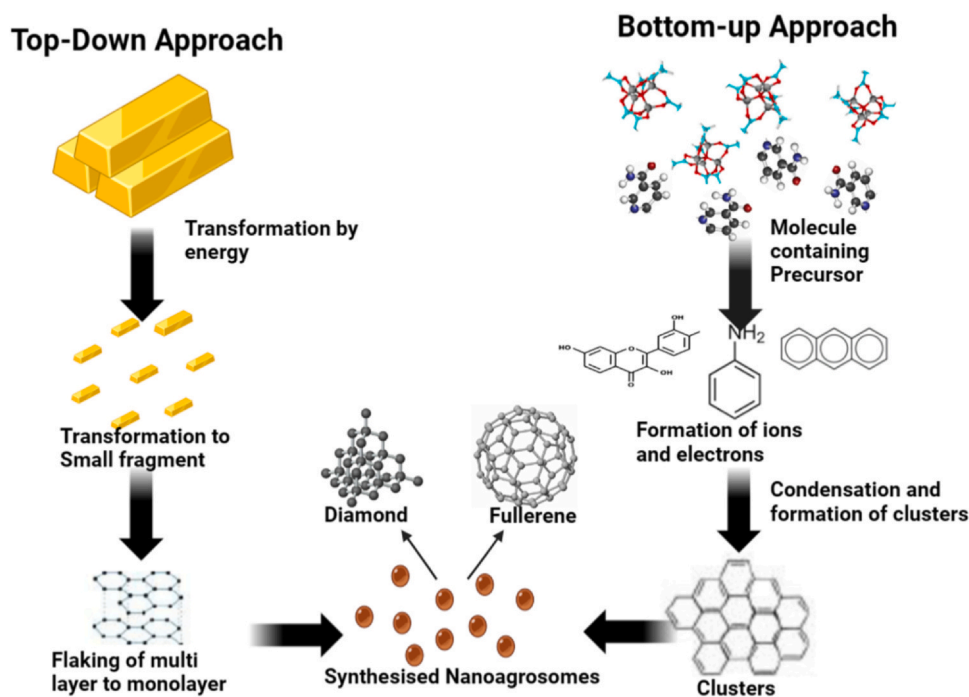 Top-Down Approach
Bottom-up Approach
Transformation by
energy
Molecule
containing
Precursor
OH
HO
O
OH
O
NH2
Transformation to
Small fragment
Formation of ions
and electrons
Diamond
Fullerene
Condensation and
formation of clusters
Flaking of multi
layer to monolayer
Synthesised Nanoagrosomes
Clusters